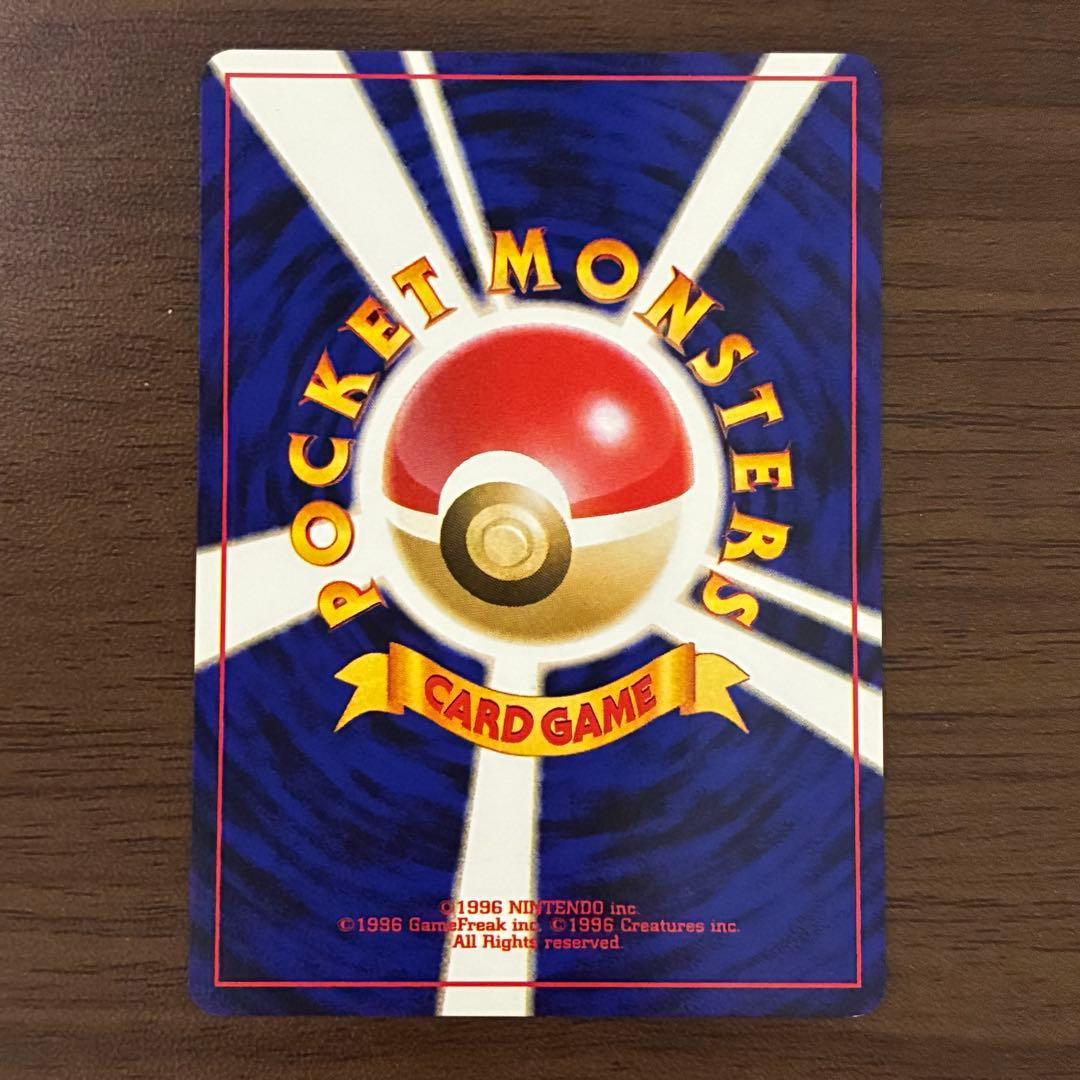 POCKET MONSTERS
CARD GAME
©1996 NINTENDO inc.
©1996 GameFreak inc. ©1996 Creatures inc.
All Rights reserved.